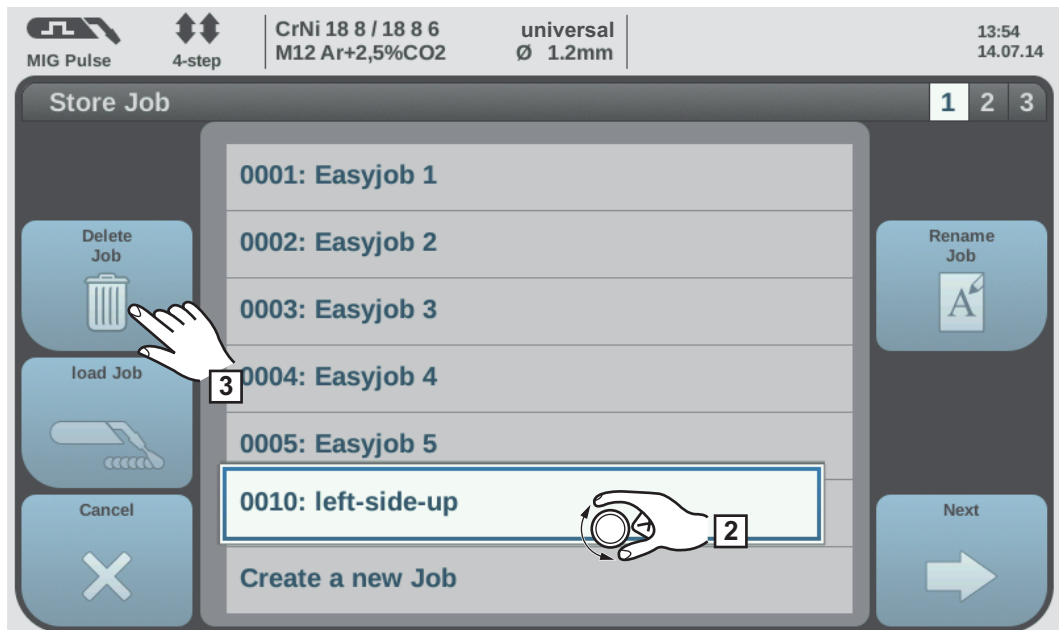 MIG Pulse
4-step
CrNi 18 8 / 18 8 6
M12 Ar+2,5%CO2
universal
Ø 1.2mm
13:54
14.07.14
Store Job
1 2 3
0001: Easyjob 1
0002: Easyjob 2
0003: Easyjob 3
0004: Easyjob 4
0005: Easyjob 5
0010: left-side-up
Create a new Job
Delete
Job
3
load Job
Cancel
2
Rename
Job
A
Next